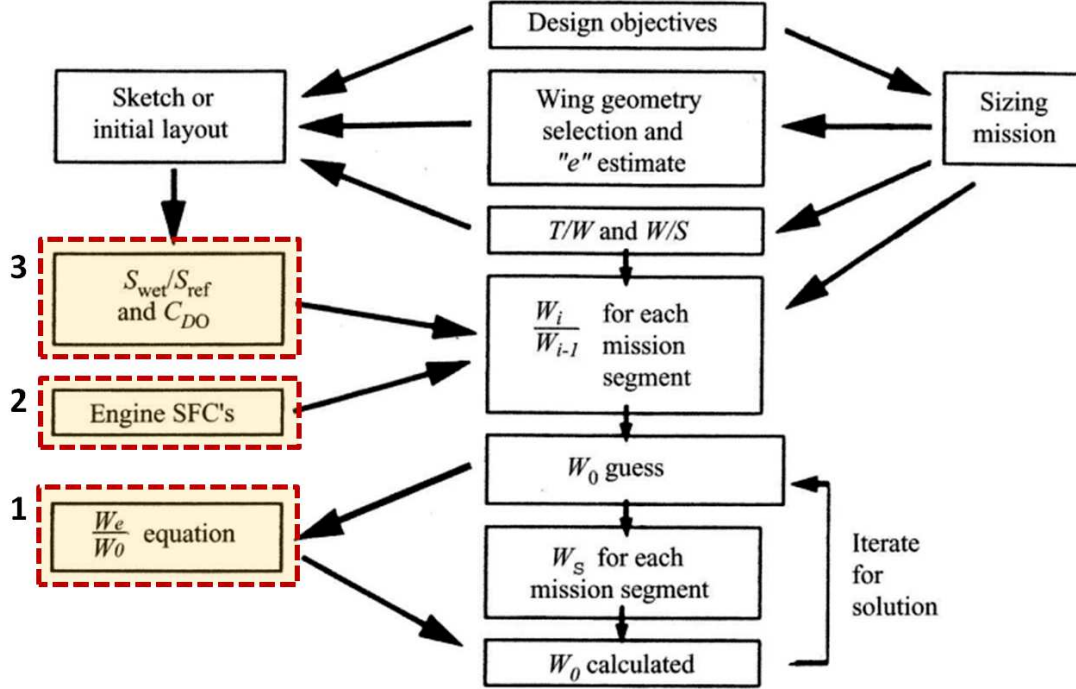 Design objectives
Sketch or
initial layout
Wing geometry
selection and
"e" estimate
Sizing
mission
T/W and W/S
3
S_wet/S_ref
and C_DO
W_i
W_i-1
for each
mission
segment
2
Engine SFC's
W_0 guess
1
W_e
W_0
equation
W_S for each
mission segment
Iterate
for
solution
W_0 calculated